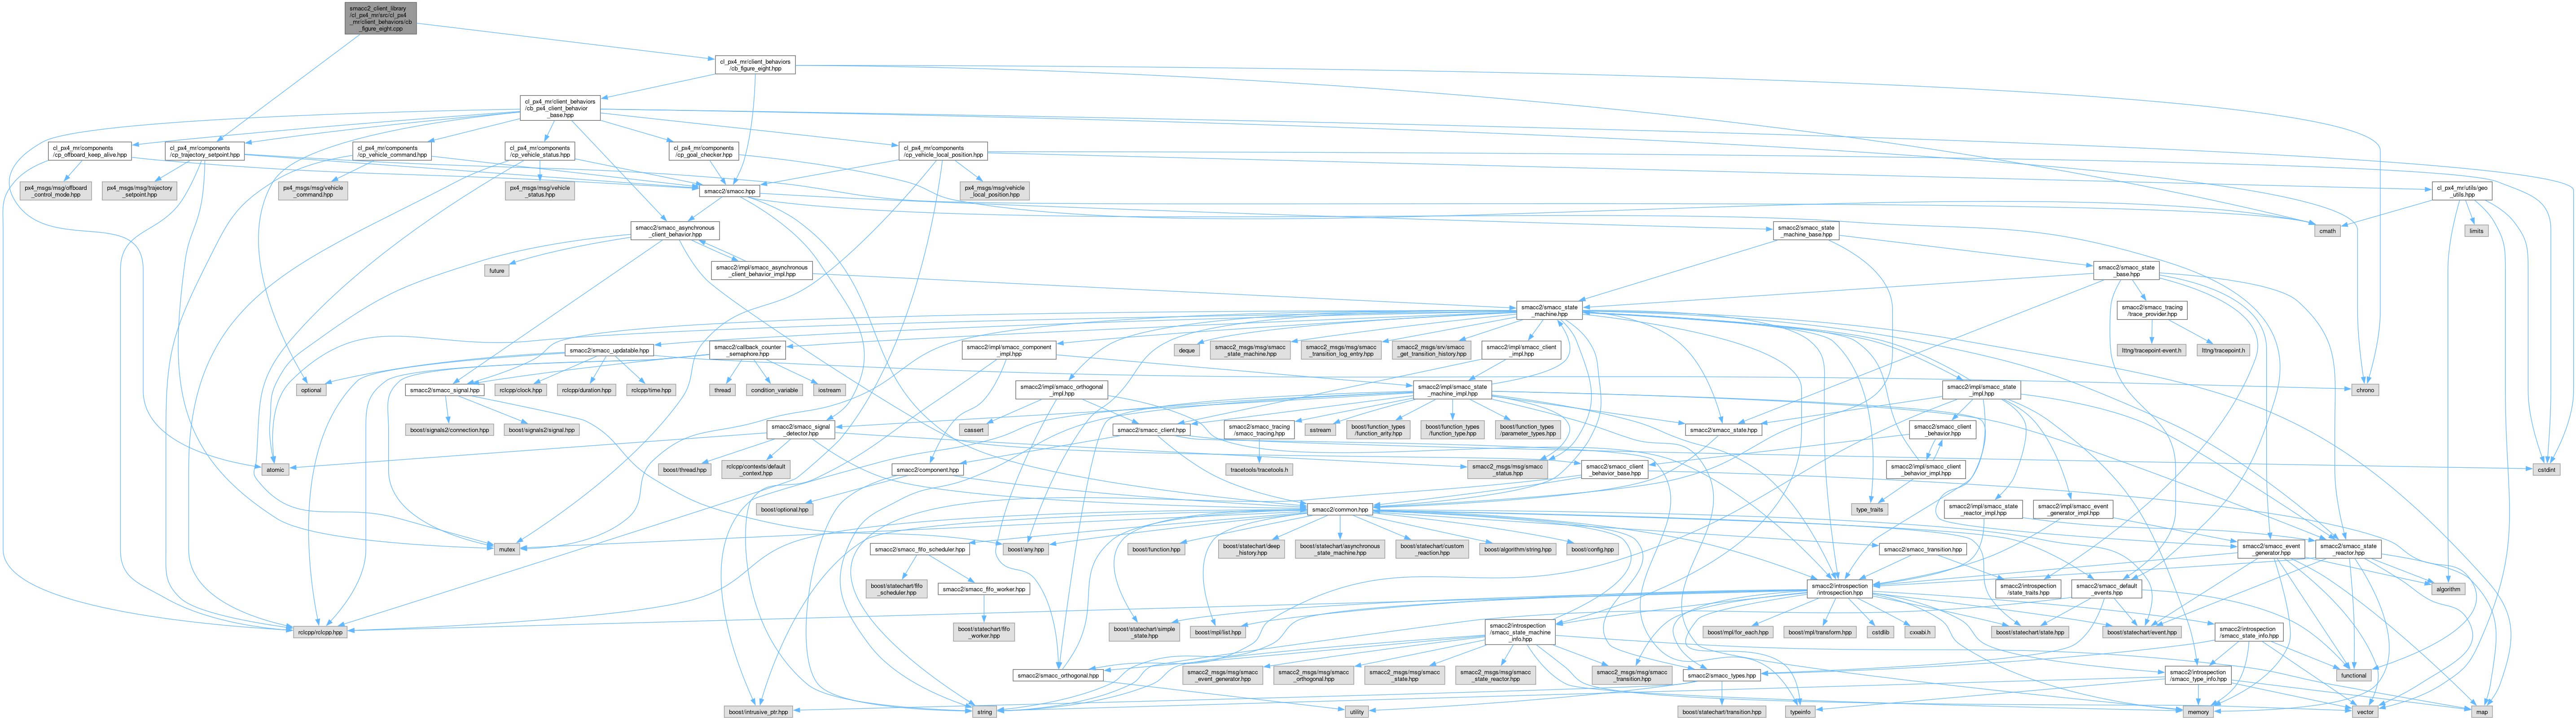 smacc2_client_library
/cl_px4_mr/src/cl_px4
_mr/client_behaviors/cb
_figure_eight.cpp
cl_px4_mr/client_behaviors
/cb_figure_eight.hpp
cl_px4_mr/client_behaviors
/cb_px4_client_behavior
_base.hpp
cl_px4_mr/components
/cp_offboard_keep_alive.hpp
cl_px4_mr/components
/cp_trajectory_setpoint.hpp
cl_px4_mr/components
/cp_vehicle_command.hpp
cl_px4_mr/components
/cp_vehicle_status.hpp
cl_px4_mr/components
/cp_goal_checker.hpp
cl_px4_mr/components
/cp_vehicle_local_position.hpp
px4_msgs/msg/offboard
_control_mode.hpp
px4_msgs/msg/trajectory
_setpoint.hpp
px4_msgs/msg/vehicle
_command.hpp
px4_msgs/msg/vehicle
_status.hpp
smacc2/smacc.hpp
px4_msgs/msg/vehicle
_local_position.hpp
cl_px4_mr/utils/geo
_utils.hpp
smacc2/smacc_asynchronous
_client_behavior.hpp
smacc2/smacc_state
_machine_base.hpp
cmath
limits
future
smacc2/impl/smacc_asynchronous
_client_behavior_impl.hpp
smacc2/smacc_state
_base.hpp
smacc2/smacc_state
_machine.hpp
smacc2/smacc_tracing
/trace_provider.hpp
smacc2/smacc_updatable.hpp
smacc2/callback_counter
_semaphore.hpp
smacc2/impl/smacc_component
_impl.hpp
deque
smacc2_msgs/msg/smacc
_state_machine.hpp
smacc2_msgs/msg/smacc
_transition_log_entry.hpp
smacc2_msgs/srv/smacc
_get_transition_history.hpp
smacc2/impl/smacc_client
_impl.hpp
lttng/tracepoint-event.h
lttng/tracepoint.h
optional
smacc2/smacc_signal.hpp
rclcpp/clock.hpp
rclcpp/duration.hpp
rclcpp/time.hpp
thread
condition_variable
iostream
smacc2/impl/smacc_orthogonal
_impl.hpp
smacc2/impl/smacc_state
_machine_impl.hpp
smacc2/impl/smacc_state
_impl.hpp
chrono
boost/signals2/connection.hpp
boost/signals2/signal.hpp
smacc2/smacc_signal
_detector.hpp
cassert
smacc2/smacc_client.hpp
smacc2/smacc_tracing
/smacc_tracing.hpp
sstream
boost/function_types
/function_arity.hpp
boost/function_types
/function_type.hpp
boost/function_types
/parameter_types.hpp
smacc2/smacc_state.hpp
smacc2/smacc_client
_behavior.hpp
atomic
boost/thread.hpp
rclcpp/contexts/default
_context.hpp
smacc2/component.hpp
tracetools/tracetools.h
smacc2_msgs/msg/smacc
_status.hpp
smacc2/smacc_client
_behavior_base.hpp
smacc2/impl/smacc_client
_behavior_impl.hpp
cstdint
boost/optional.hpp
smacc2/common.hpp
type_traits
smacc2/impl/smacc_state
_reactor_impl.hpp
smacc2/impl/smacc_event
_generator_impl.hpp
mutex
smacc2/smacc_fifo_scheduler.hpp
boost/any.hpp
boost/function.hpp
boost/statechart/deep
_history.hpp
boost/statechart/asynchronous
_state_machine.hpp
boost/statechart/custom
_reaction.hpp
boost/algorithm/string.hpp
boost/config.hpp
smacc2/smacc_transition.hpp
smacc2/smacc_event
_generator.hpp
smacc2/smacc_state
_reactor.hpp
boost/statechart/fifo
_scheduler.hpp
smacc2/smacc_fifo_worker.hpp
smacc2/introspection
/introspection.hpp
smacc2/introspection
/state_traits.hpp
smacc2/smacc_default
_events.hpp
algorithm
rclcpp/rclcpp.hpp
boost/statechart/fifo
_worker.hpp
boost/statechart/simple
_state.hpp
boost/mpl/list.hpp
smacc2/introspection
/smacc_state_machine
_info.hpp
boost/mpl/for_each.hpp
boost/mpl/transform.hpp
cstdlib
cxxabi.h
boost/statechart/state.hpp
boost/statechart/event.hpp
smacc2/introspection
/smacc_state_info.hpp
smacc2/smacc_orthogonal.hpp
smacc2_msgs/msg/smacc
_event_generator.hpp
smacc2_msgs/msg/smacc
_orthogonal.hpp
smacc2_msgs/msg/smacc
_state.hpp
smacc2_msgs/msg/smacc
_state_reactor.hpp
smacc2_msgs/msg/smacc
_transition.hpp
smacc2/smacc_types.hpp
smacc2/introspection
/smacc_type_info.hpp
functional
boost/intrusive_ptr.hpp
string
utility
boost/statechart/transition.hpp
typeinfo
memory
vector
map